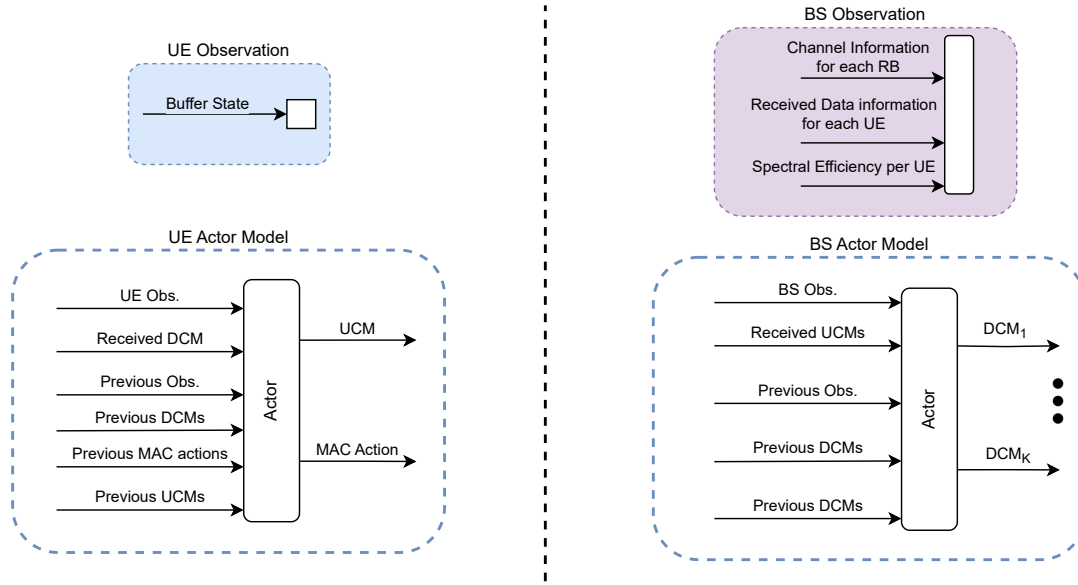 UE Observation
Buffer State
UE Actor Model
UE Obs.
Received DCM
Previous Obs.
Previous DCMs
Previous MAC actions
Previous UCMs
Actor
UCM
MAC Action
BS Observation
Channel Information
for each RB
Received Data information
for each UE
Spectral Efficiency per UE
BS Actor Model
BS Obs.
Received UCMs
Previous Obs.
Previous DCMs
Previous DCMs
Actor
DCM₁
DCM_K